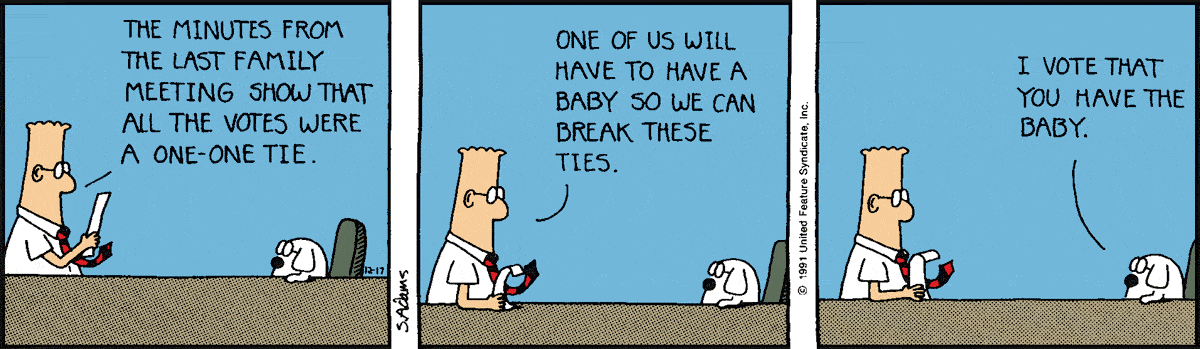 THE MINUTES FROM
THE LAST FAMILY
MEETING SHOW THAT
ALL THE VOTES WERE
A ONE-ONE TIE.
12-17
S.Adams
ONE OF US WILL
HAVE TO HAVE A
BABY SO WE CAN
BREAK THESE
TIES.
© 1991 United Feature Syndicate, Inc.
I VOTE THAT
YOU HAVE THE
BABY.